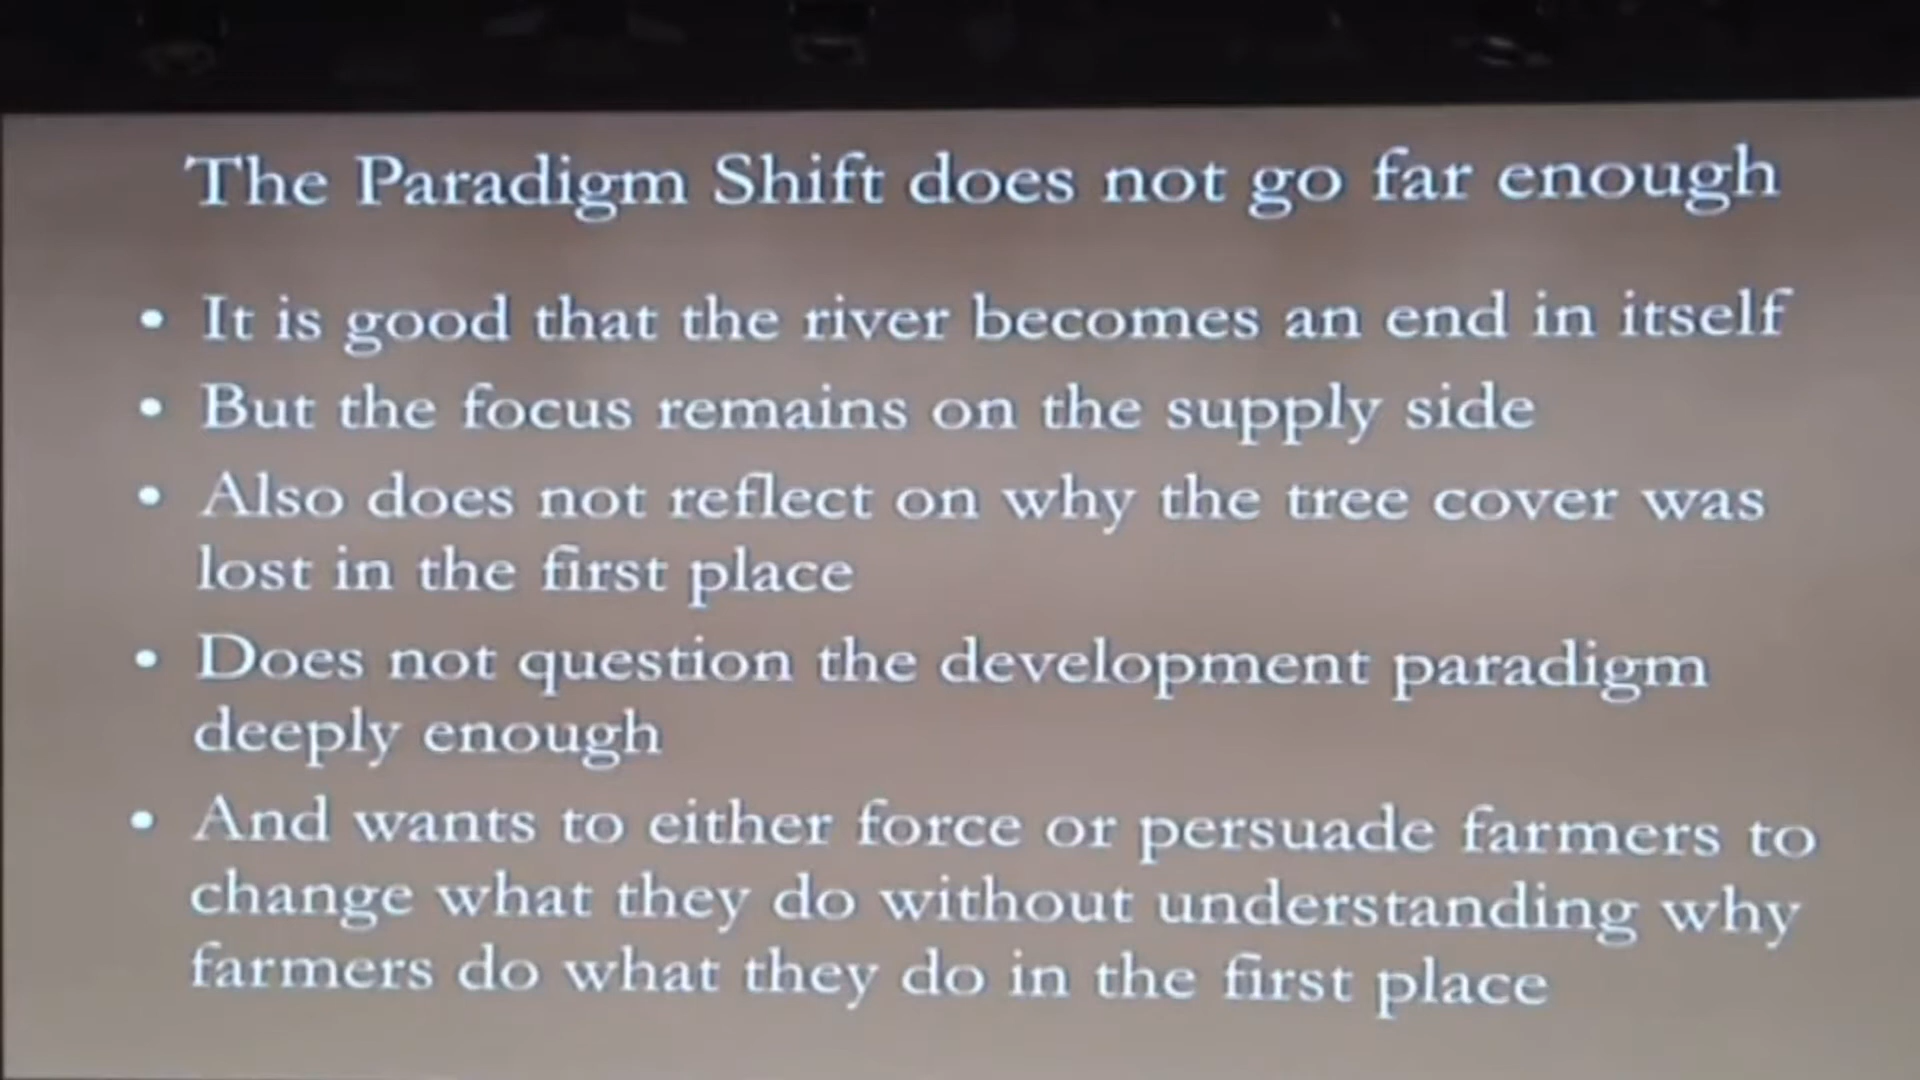 The Paradigm Shift does not go far enough
• It is good that the river becomes an end in itself
• But the focus remains on the supply side
• Also does not reflect on why the tree cover was
lost in the first place
• Does not question the development paradigm
deeply enough
• And wants to either force or persuade farmers to
change what they do without understanding why
farmers do what they do in the first place